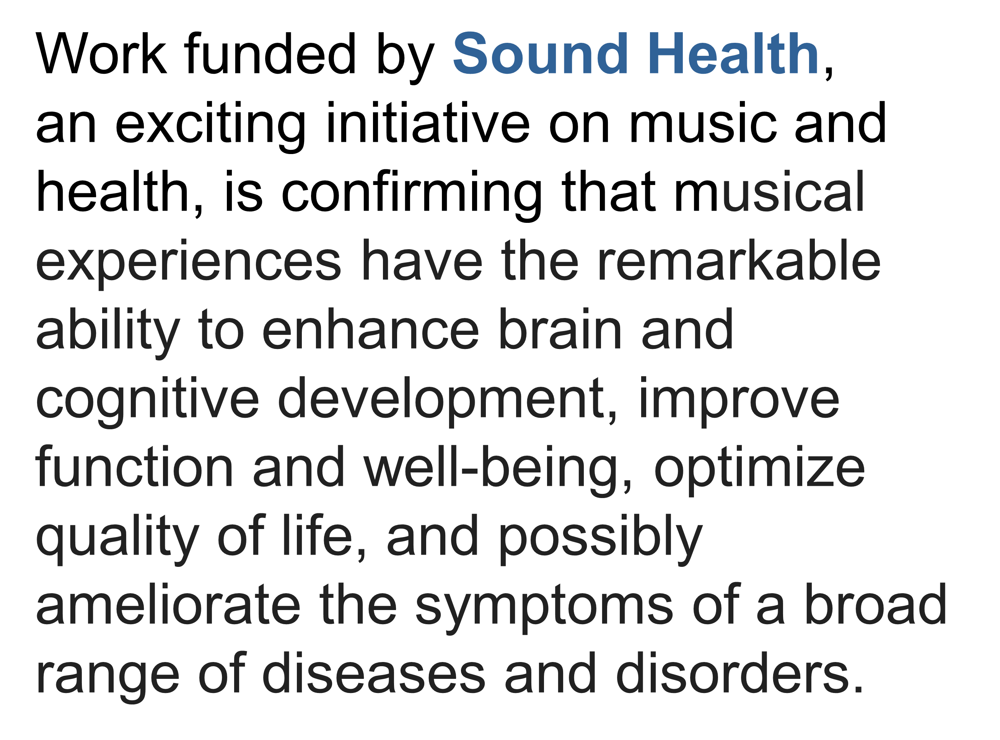 Work funded by Sound Health,
an exciting initiative on music and
health, is confirming that musical
experiences have the remarkable
ability to enhance brain and
cognitive development, improve
function and well-being, optimize
quality of life, and possibly
ameliorate the symptoms of a broad
range of diseases and disorders.